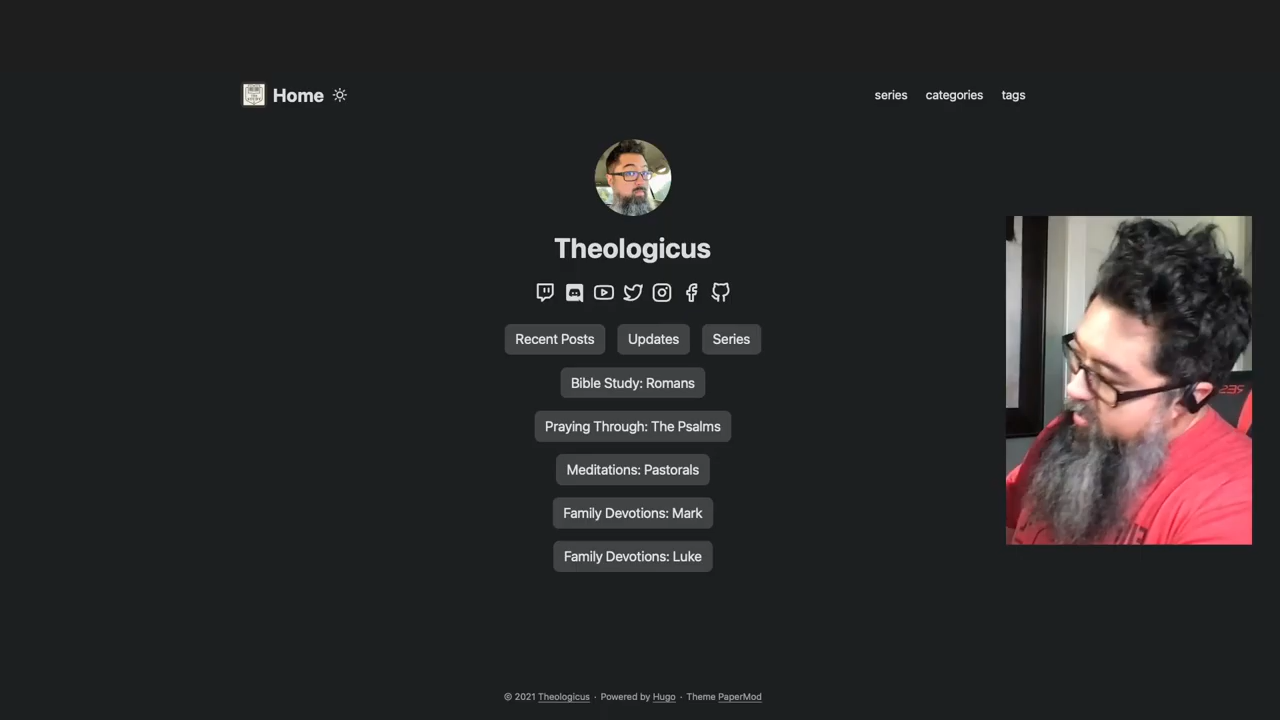 Home
series categories tags
Theologicus
Recent Posts Updates Series
Bible Study: Romans
Praying Through: The Psalms
Meditations: Pastorals
Family Devotions: Mark
Family Devotions: Luke
© 2021 Theologicus · Powered by Hugo · Theme PaperMod